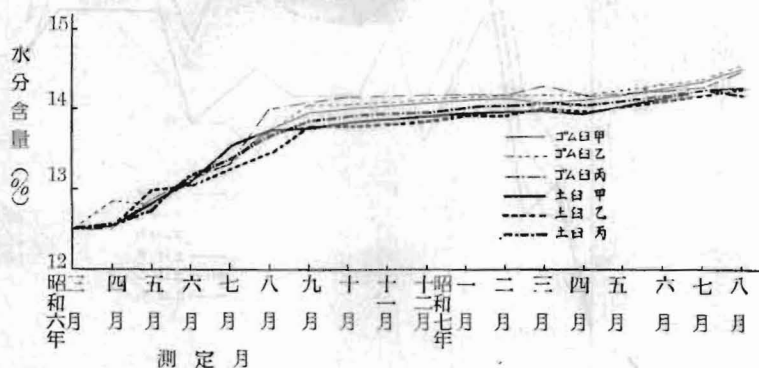 水分含量(%)
15
14
13
12
ゴム臼甲
ゴム臼乙
ゴム臼丙
土臼甲
土臼乙
土臼丙
昭和六年三月
四月
五月
六月
七月
八月
九月
十月
十一月
十二月
昭和七年一月
二月
三月
四月
五月
六月
七月
八月
測定月